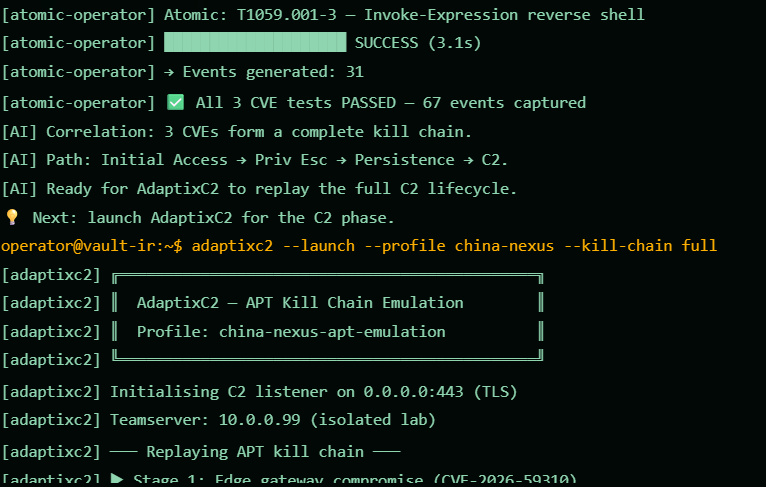 [atomic-operator] Atomic: T1059.001-3 — Invoke-Expression reverse shell
[atomic-operator] ████████████████████ SUCCESS (3.1s)
[atomic-operator] → Events generated: 31
[atomic-operator] ✅ All 3 CVE tests PASSED — 67 events captured
[AI] Correlation: 3 CVEs form a complete kill chain.
[AI] Path: Initial Access → Priv Esc → Persistence → C2.
[AI] Ready for AdaptixC2 to replay the full C2 lifecycle.
💡 Next: launch AdaptixC2 for the C2 phase.
operator@vault-ir:~$ adaptixc2 --launch --profile china-nexus --kill-chain full
[adaptixc2] ╔══════════════════════════════════════════════╗
[adaptixc2] ║ AdaptixC2 — APT Kill Chain Emulation ║
[adaptixc2] ║ Profile: china-nexus-apt-emulation ║
[adaptixc2] ╚══════════════════════════════════════════════╝
[adaptixc2] Initialising C2 listener on 0.0.0.0:443 (TLS)
[adaptixc2] Teamserver: 10.0.0.99 (isolated lab)
[adaptixc2] ─── Replaying APT kill chain ───
[adaptixc2] ▶ Stage 1: Edge gateway compromise (CVE-2026-59310)